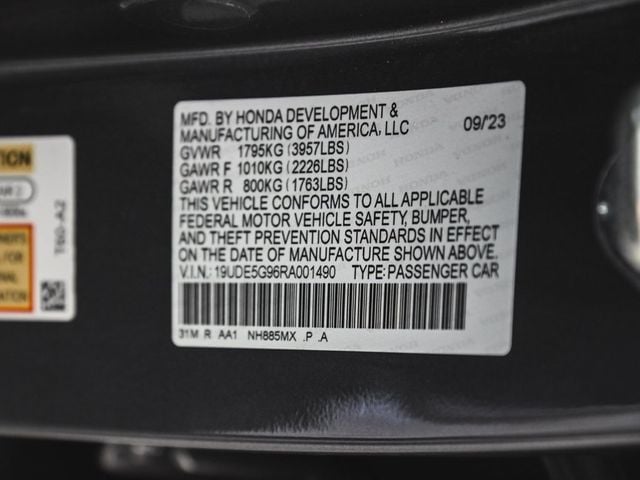 MFD. BY HONDA DEVELOPMENT &
MANUFACTURING OF AMERICA, LLC 09/23
GVWR 1795KG (3957LBS)
GAWR F 1010KG (2226LBS)
GAWR R 800KG (1763LBS)
THIS VEHICLE CONFORMS TO ALL APPLICABLE
FEDERAL MOTOR VEHICLE SAFETY, BUMPER,
AND THEFT PREVENTION STANDARDS IN EFFECT
ON THE DATE OF MANUFACTURE SHOWN ABOVE.
V.I.N.: 19UDE5G96RA001490 TYPE: PASSENGER CAR
31M R AA1 NH885MX .P .A
T60-A2